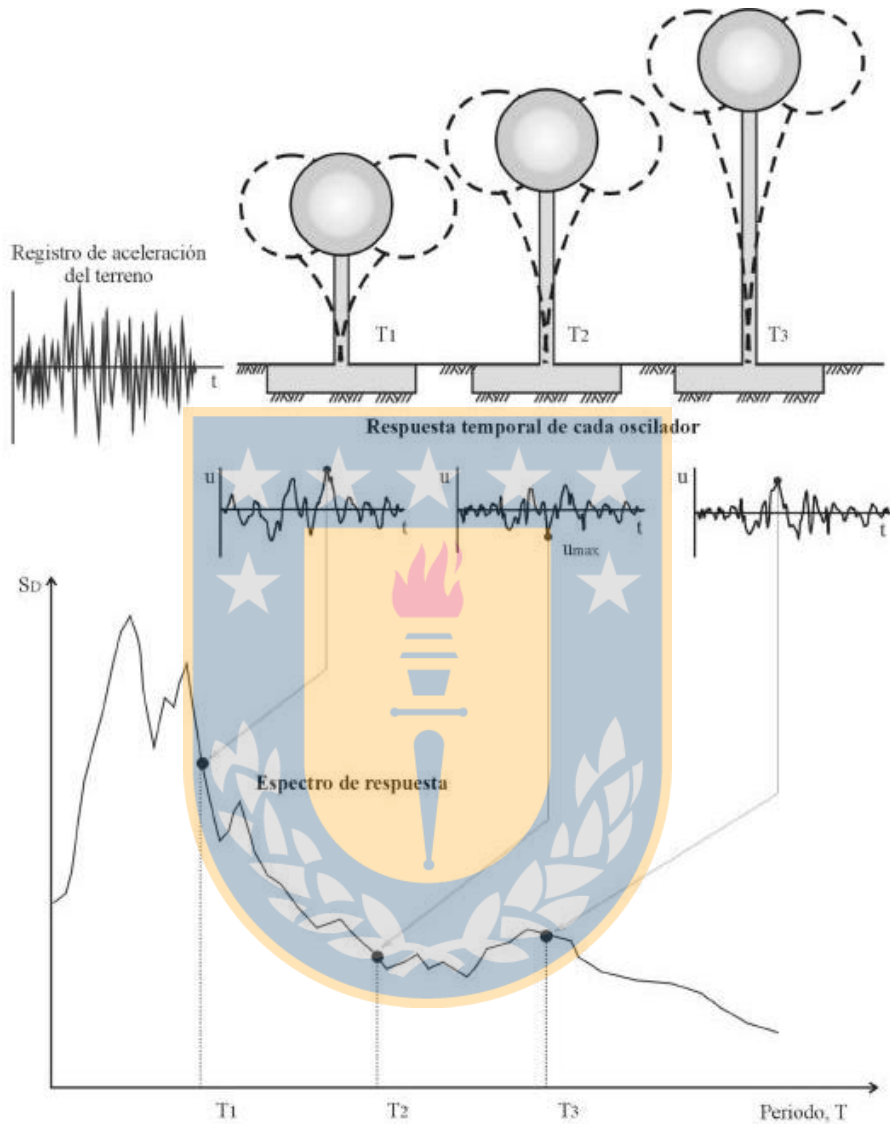 Registro de aceleración
del terreno
t
T1
T2
T3
Respuesta temporal de cada oscilador
u
t
u
t
umax
u
t
SD
Espectro de respuesta
T1
T2
T3
Periodo, T